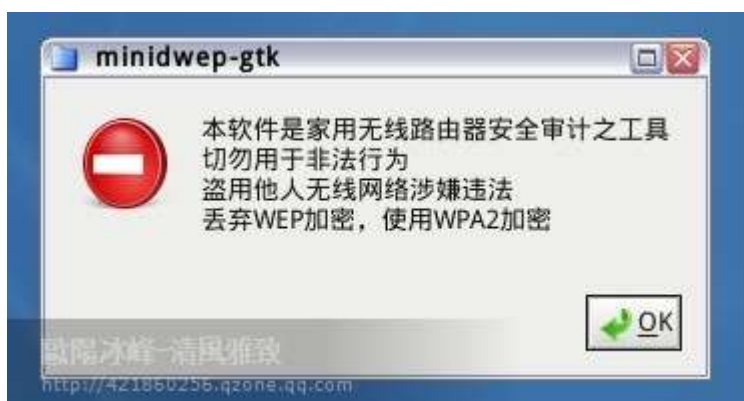 minidwep-gtk
本软件是家用无线路由器安全审计之工具
切勿用于非法行为
盗用他人无线网络涉嫌违法
丢弃WEP加密，使用WPA2加密
OK
歐陽冰峰-清風雅致
http://421860256.qzone.qq.com